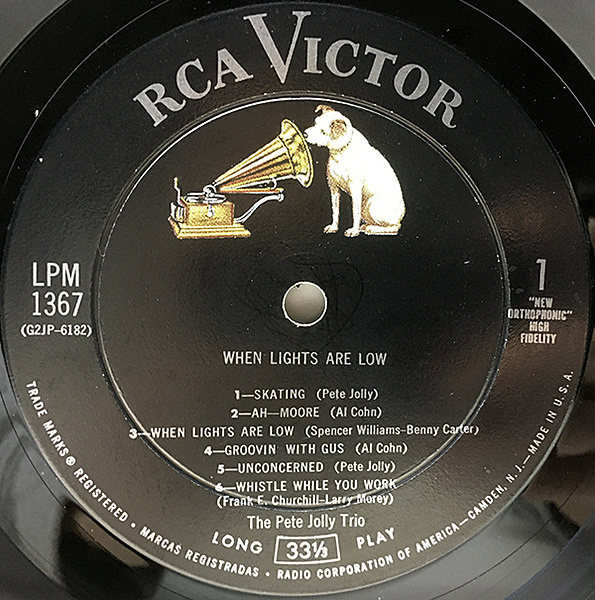 RCA VICTOR
LPM
1367
(G2JP-6182)
1
"NEW
ORTHOPHONIC"
HIGH
FIDELITY
WHEN LIGHTS ARE LOW
1—SKATING (Pete Jolly)
2—AH—MOORE (Al Cohn)
3—WHEN LIGHTS ARE LOW (Spencer Williams-Benny Carter)
4—GROOVIN WITH GUS (Al Cohn)
5—UNCONCERNED (Pete Jolly)
6—WHISTLE WHILE YOU WORK
(Frank E. Churchill-Larry Morey)
The Pete Jolly Trio
LONG 33⅓ PLAY
TRADE MARKS ® REGISTERED • MARCAS REGISTRADAS • RADIO CORPORATION OF AMERICA—CAMDEN, N.J.—MADE IN U.S.A.